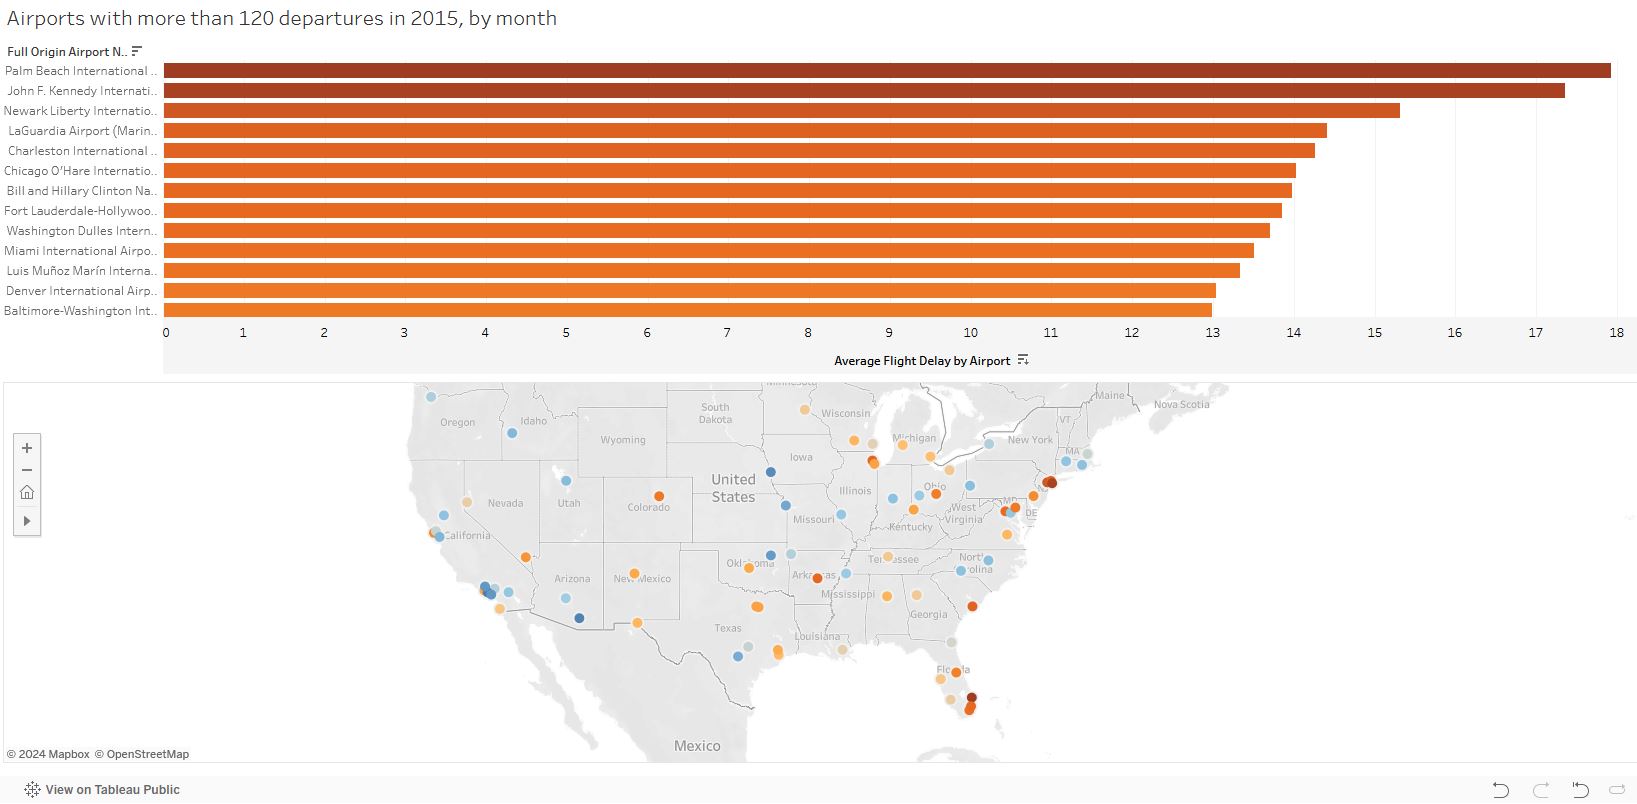 Airports with more than 120 departures in 2015, by month
Full Origin Airport N..
Palm Beach International ..
John F. Kennedy Internati..
Newark Liberty Internatio..
LaGuardia Airport (Marin..
Charleston International ..
Chicago O'Hare Internatio..
Bill and Hillary Clinton Na..
Fort Lauderdale-Hollywoo..
Washington Dulles Intern..
Miami International Airpo..
Luis Muñoz Marín Interna..
Denver International Airp..
Baltimore-Washington Int..
0 1 2 3 4 5 6 7 8 9 10 11 12 13 14 15 16 17 18
Average Flight Delay by Airport
Minnesota
Maine
Nova Scotia
South
Dakota
Wisconsin
Oregon
Idaho
VT
Wyoming
Michigan
New York
MA
Iowa
United
States
Nevada
Utah
Colorado
Illinois
Ohio
MD
DE
West
Virginia
Missouri
Kentucky
California
Oklahoma
Tennessee
North
Carolina
Arizona
New Mexico
Arkansas
Mississippi
Georgia
Texas
Louisiana
Florida
Mexico
© 2024 Mapbox © OpenStreetMap
View on Tableau Public